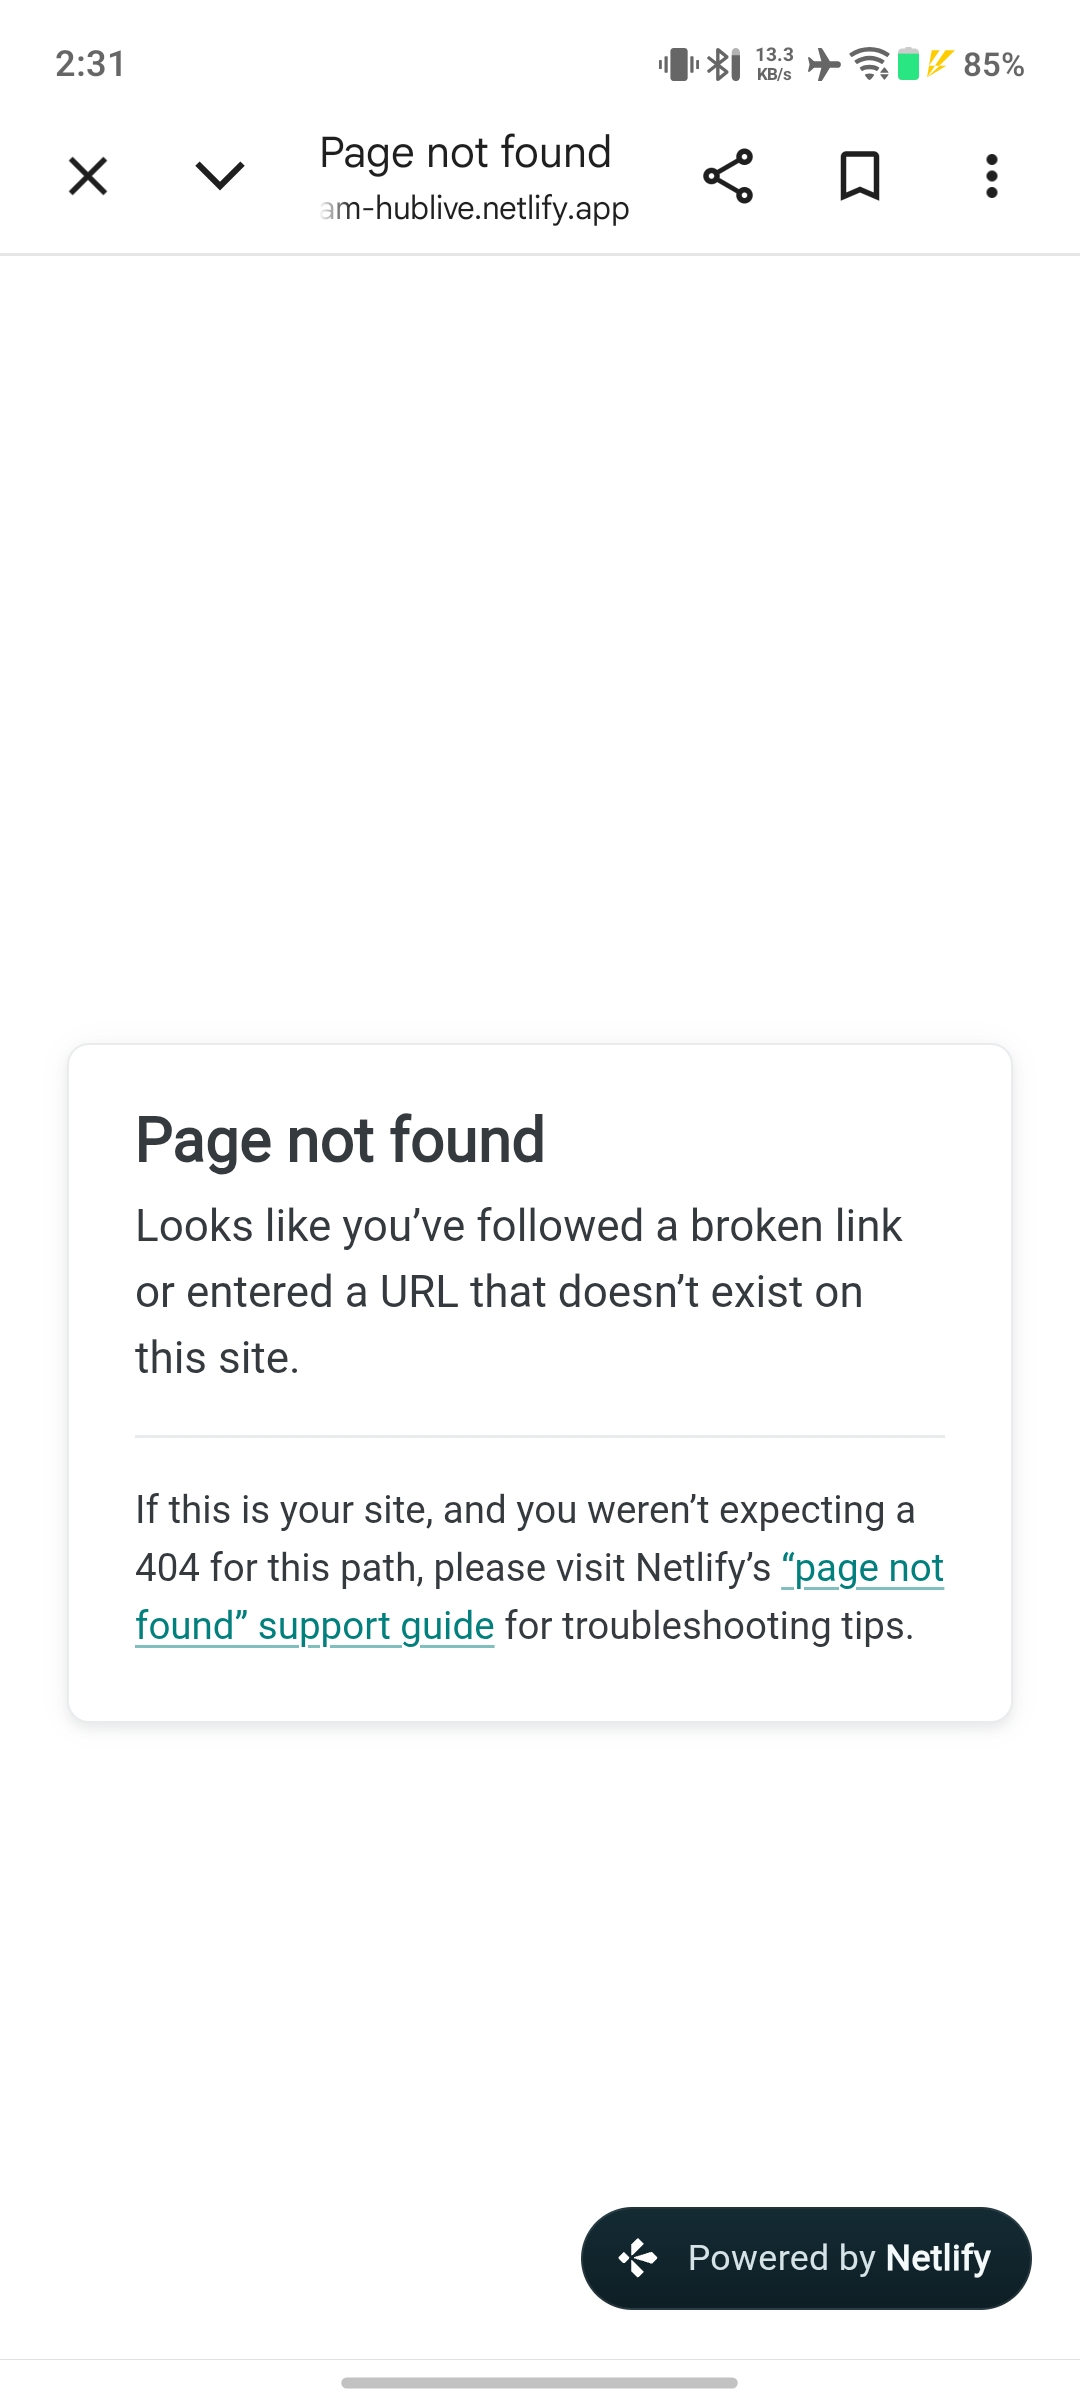 2:31
13.3
KB/s
85%
Page not found
am-hublive.netlify.app
Page not found
Looks like you’ve followed a broken link
or entered a URL that doesn’t exist on
this site.
If this is your site, and you weren’t expecting a
404 for this path, please visit Netlify’s “page not
found” support guide for troubleshooting tips.
Powered by Netlify